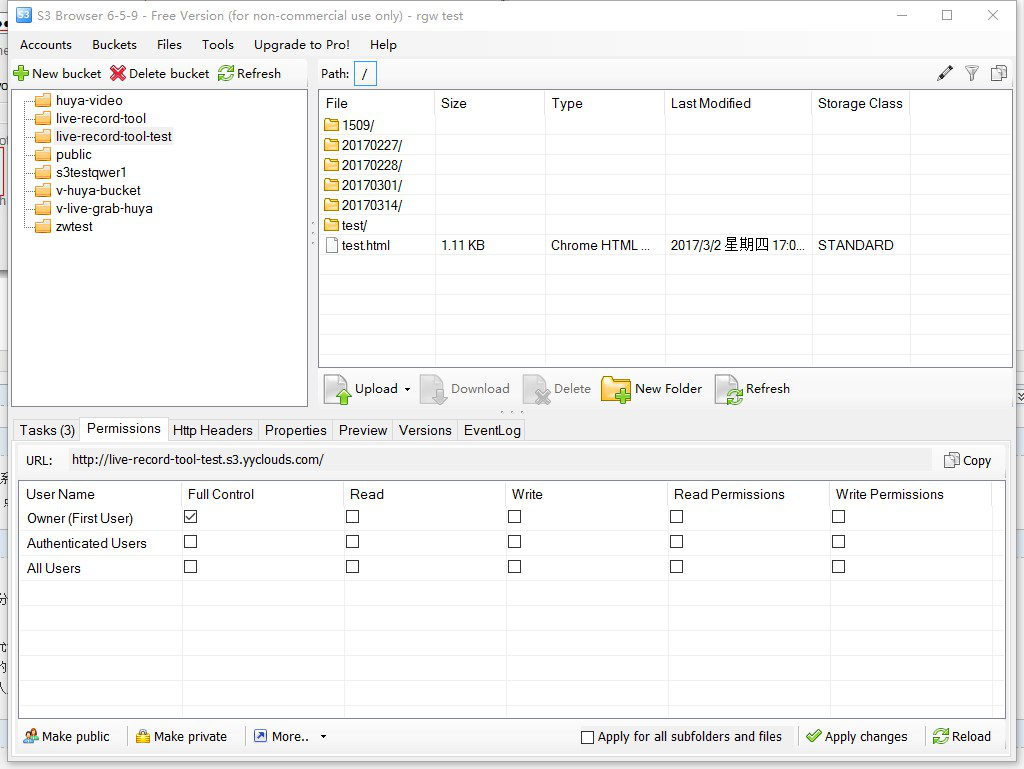 S3 Browser 6-5-9 - Free Version (for non-commercial use only) - rgw test
Accounts Buckets Files Tools Upgrade to Pro! Help
New bucket Delete bucket Refresh
Path: /
huya-video
live-record-tool
live-record-tool-test
public
s3testqwer1
v-huya-bucket
v-live-grab-huya
zwtest
File Size Type Last Modified Storage Class
1509/
20170227/
20170228/
20170301/
20170314/
test/
test.html 1.11 KB Chrome HTML ... 2017/3/2 星期四 17:0... STANDARD
Upload Download Delete New Folder Refresh
Tasks (3) Permissions Http Headers Properties Preview Versions EventLog
URL: http://live-record-tool-test.s3.yyclouds.com/ Copy
User Name Full Control Read Write Read Permissions Write Permissions
Owner (First User)
Authenticated Users
All Users
Make public Make private More.. Apply for all subfolders and files Apply changes Reload